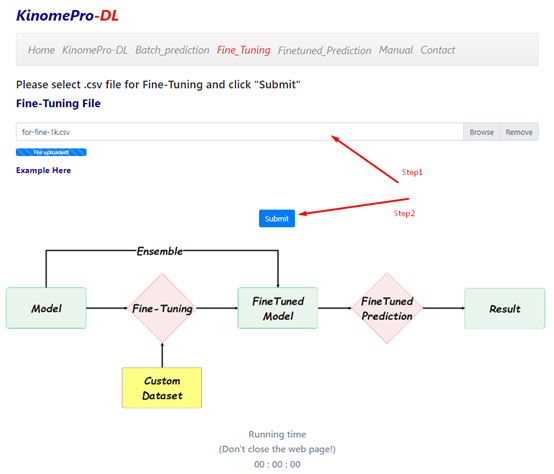 KinomePro-DL
Home KinomePro-DL Batch_prediction Fine_Tuning Finetuned_Prediction Manual Contact
Please select .csv file for Fine-Tuning and click "Submit"
Fine-Tuning File
for-fine-1k.csv Browse Remove
File uploaded!
Example Here
Step1
Step2
Submit
Ensemble
Model
Fine-Tuning
FineTuned
Model
FineTuned
Prediction
Result
Custom
Dataset
Running time
(Don't close the web page!)
00 : 00 : 00